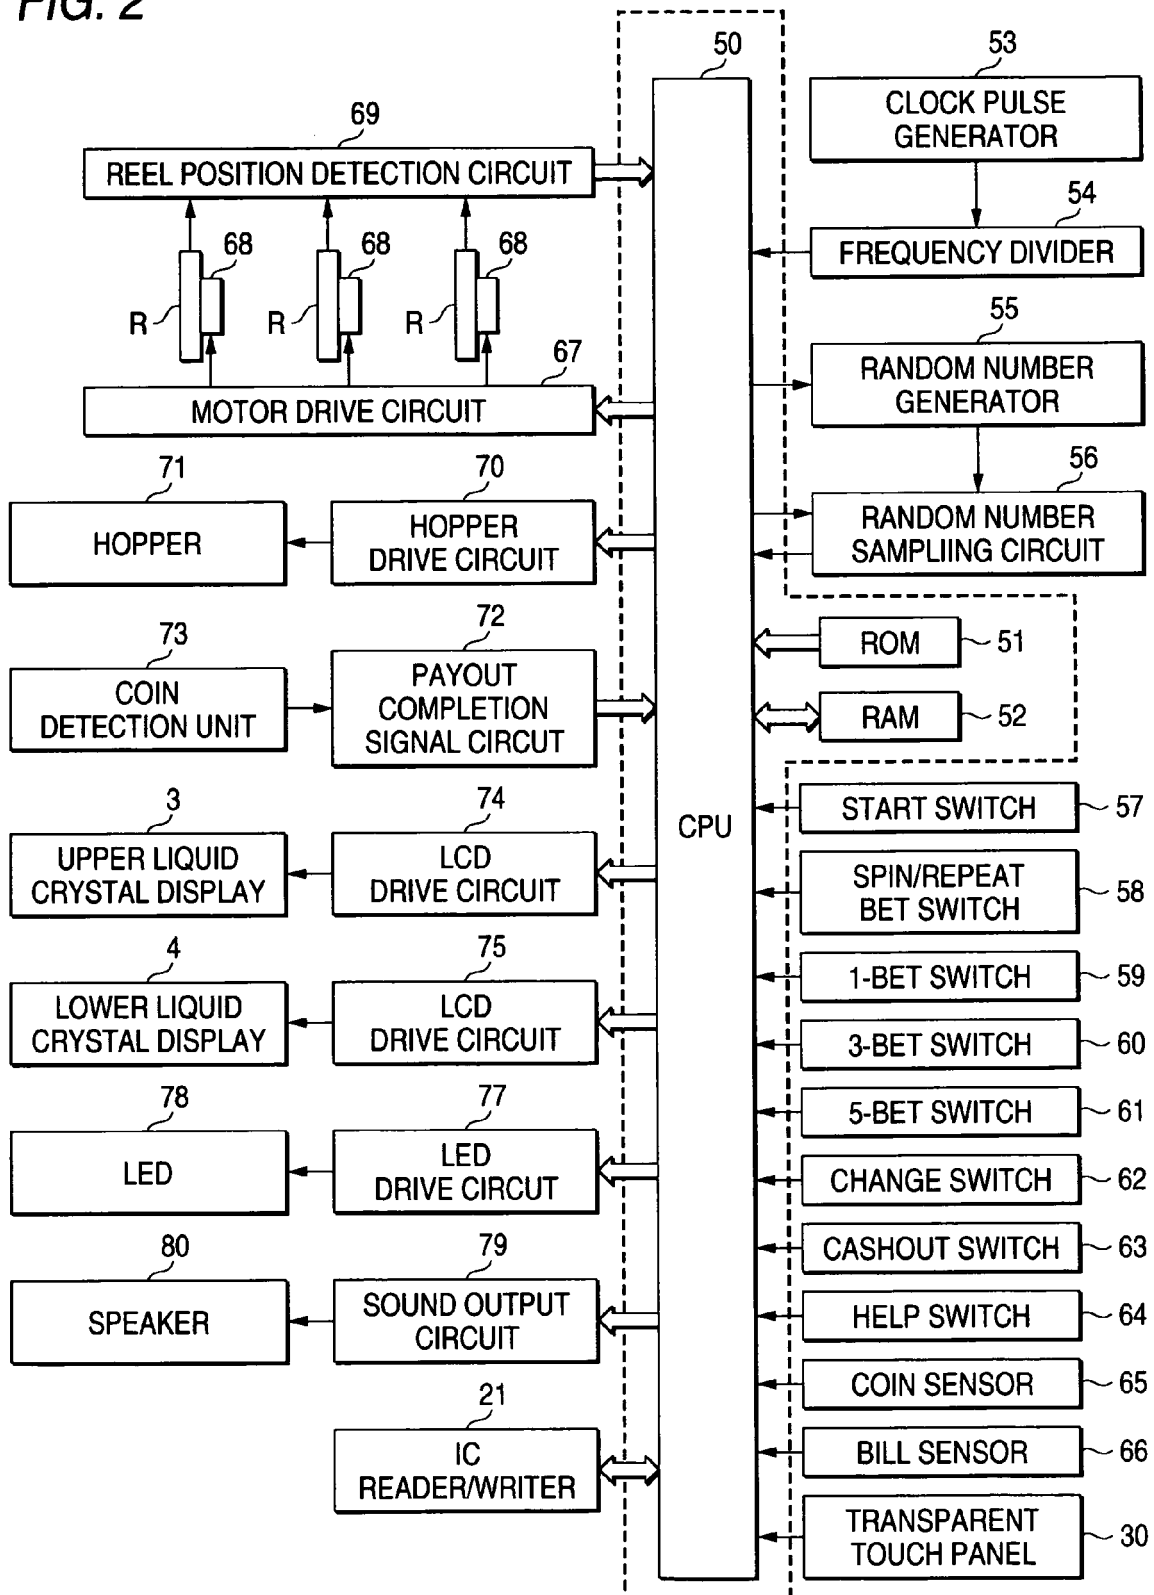 FIG. 2
50
53
CLOCK PULSE
GENERATOR
69
REEL POSITION DETECTION CIRCUIT
54
FREQUENCY DIVIDER
68
68
68
R
R
R
55
RANDOM NUMBER
GENERATOR
67
MOTOR DRIVE CIRCUIT
56
RANDOM NUMBER
SAMPLIING CIRCUIT
71
HOPPER
70
HOPPER
DRIVE CIRCUIT
ROM
51
73
COIN
DETECTION UNIT
72
PAYOUT
COMPLETION
SIGNAL CIRCUT
RAM
52
CPU
START SWITCH
57
3
UPPER LIQUID
CRYSTAL DISPLAY
74
LCD
DRIVE CIRCUIT
SPIN/REPEAT
BET SWITCH
58
4
LOWER LIQUID
CRYSTAL DISPLAY
75
LCD
DRIVE CIRCUIT
1-BET SWITCH
59
3-BET SWITCH
60
78
LED
77
LED
DRIVE CIRCUT
5-BET SWITCH
61
CHANGE SWITCH
62
80
SPEAKER
79
SOUND OUTPUT
CIRCUIT
CASHOUT SWITCH
63
HELP SWITCH
64
COIN SENSOR
65
21
IC
READER/WRITER
BILL SENSOR
66
TRANSPARENT
TOUCH PANEL
30